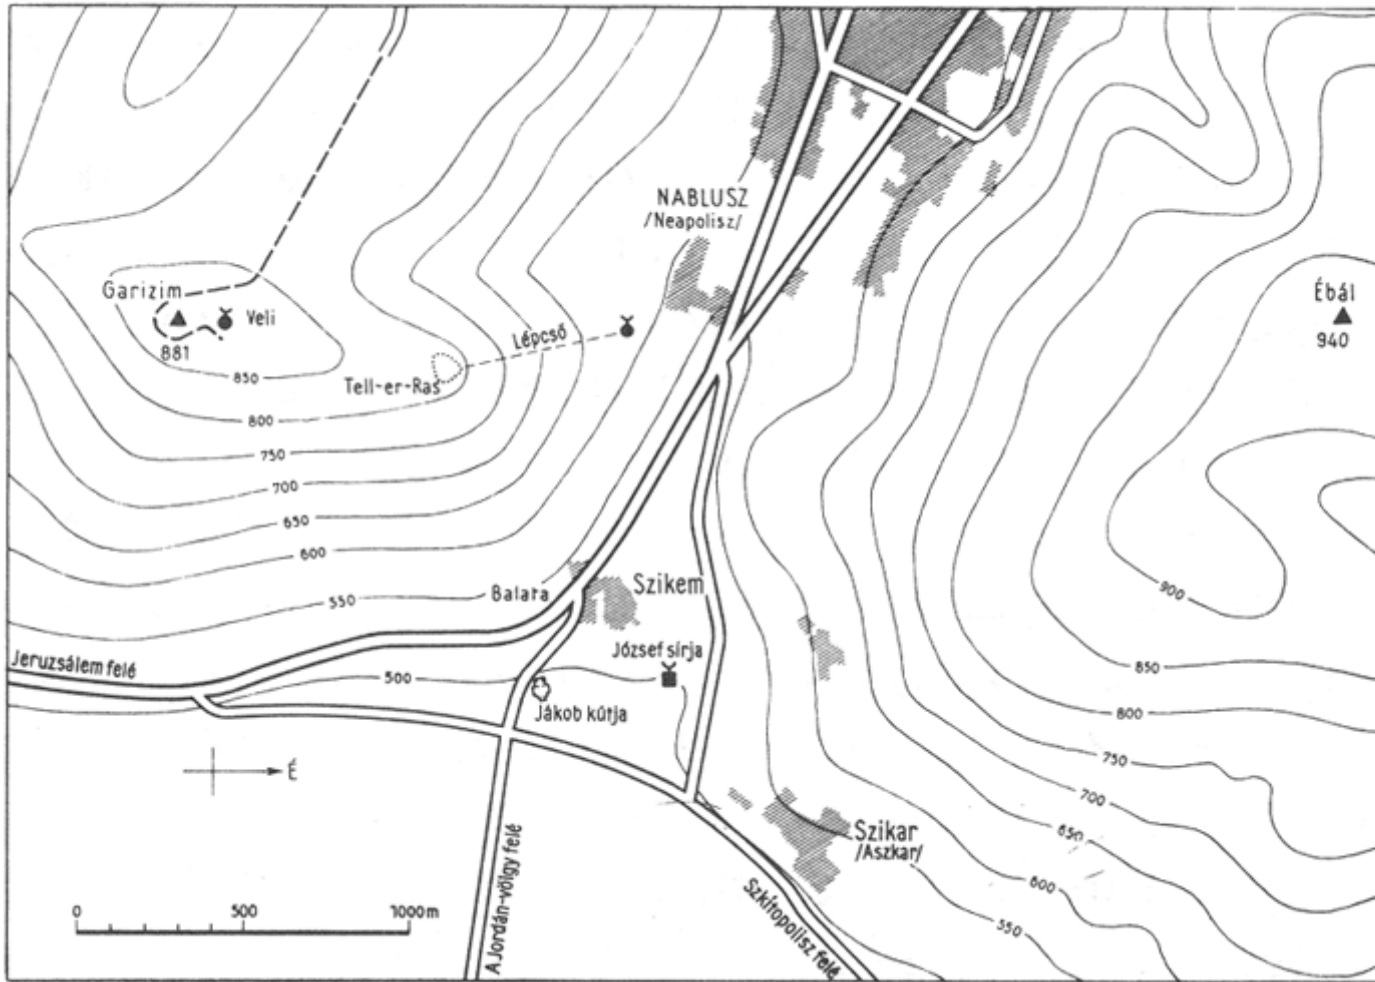 NABLUSZ
/Neapolisz/
Garizim
Veli
881
Ébál
940
Lépcső
Tell-er-Ras
850
800
750
700
650
600
550
900
850
800
750
700
650
600
550
Balata
Szikem
József sírja
Jeruzsálem felé
500
Jákob kútja
É
Szikar
/Aszkar/
0 500 1000m
A Jordán-völgy felé
Szkítopolisz felé